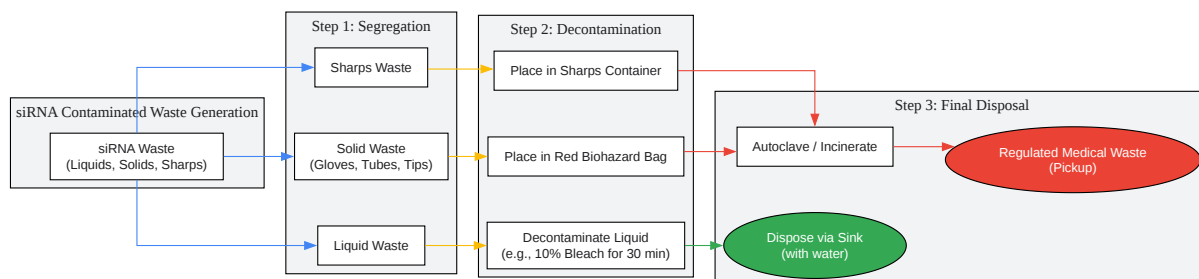 siRNA Contaminated Waste Generation
siRNA Waste
(Liquids, Solids, Sharps)
Step 1: Segregation
Sharps Waste
Solid Waste
(Gloves, Tubes, Tips)
Liquid Waste
Step 2: Decontamination
Place in Sharps Container
Place in Red Biohazard Bag
Decontaminate Liquid
(e.g., 10% Bleach for 30 min)
Step 3: Final Disposal
Autoclave / Incinerate
Regulated Medical Waste
(Pickup)
Dispose via Sink
(with water)